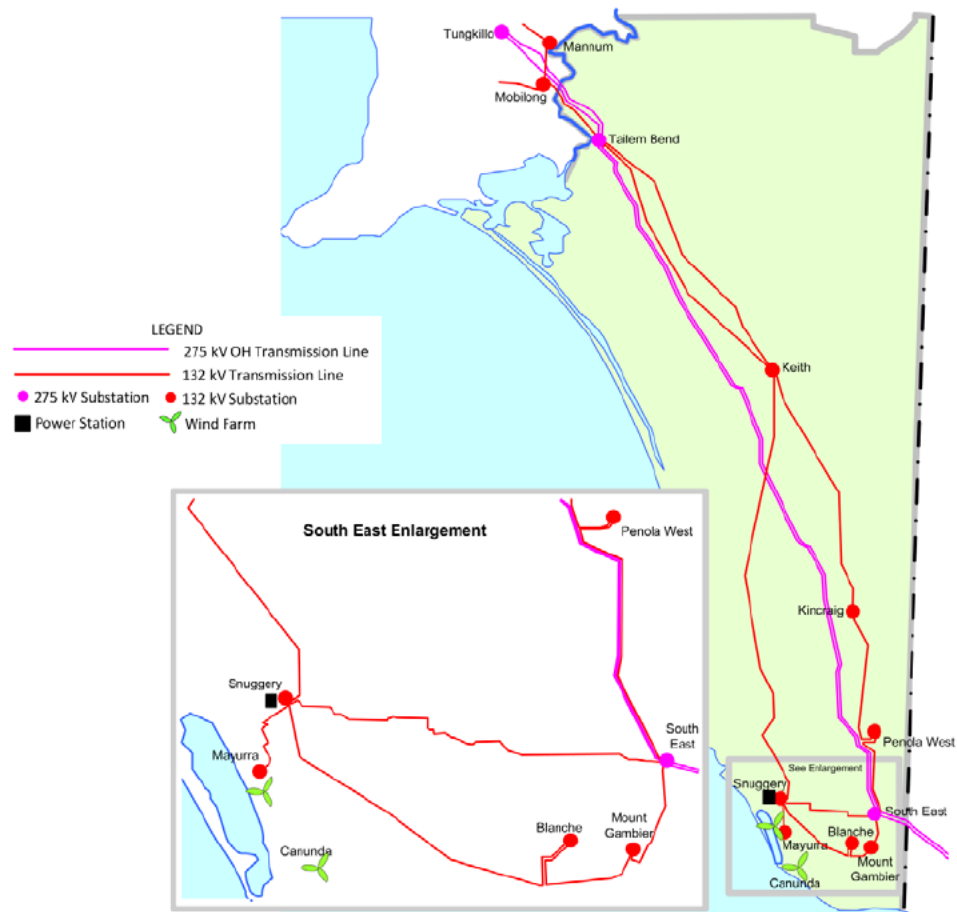 Tungkillo
Mannum
Mobilong
Tailem Bend
LEGEND
275 kV OH Transmission Line
132 kV Transmission Line
275 kV Substation
132 kV Substation
Power Station
Wind Farm
Keith
Kincraig
Penola West
See Enlargement
Snuggery
South East
Mayurra
Blanche
Mount
Gambier
Canunda
South East Enlargement
Penola West
Snuggery
South
East
Mayurra
Blanche
Mount
Gambier
Canunda